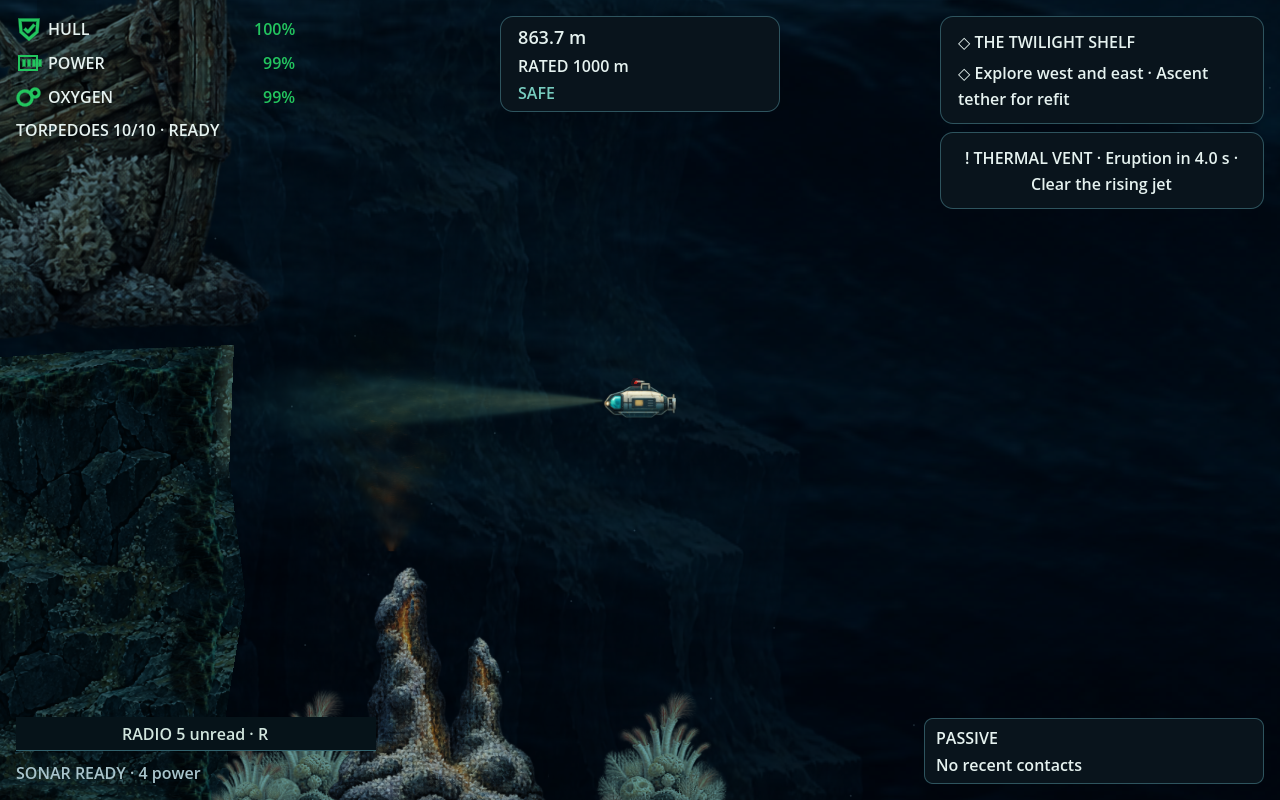 HULL 100%
POWER 99%
OXYGEN 99%
TORPEDOES 10/10 · READY
863.7 m
RATED 1000 m
SAFE
◇ THE TWILIGHT SHELF
◇ Explore west and east · Ascent
tether for refit
! THERMAL VENT · Eruption in 4.0 s ·
Clear the rising jet
RADIO 5 unread · R
SONAR READY · 4 power
PASSIVE
No recent contacts